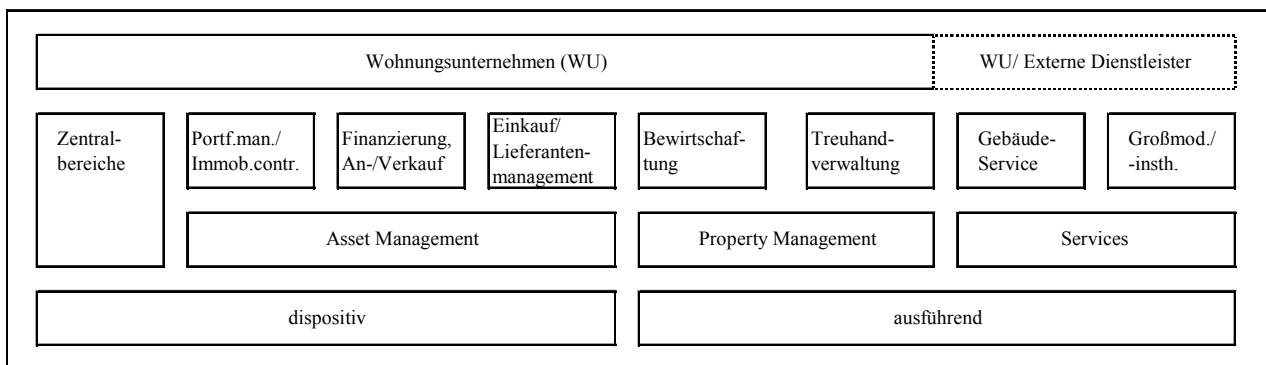 Wohnungsunternehmen (WU)
WU/ Externe Dienstleister
Zentral-
bereiche
Portf.man./
Immob.contr.
Finanzierung,
An-/Verkauf
Einkauf/
Lieferanten-
management
Bewirtschaf-
tung
Treuhand-
verwaltung
Gebäude-
Service
Großmod./
-insth.
Asset Management
Property Management
Services
dispositiv
ausführend